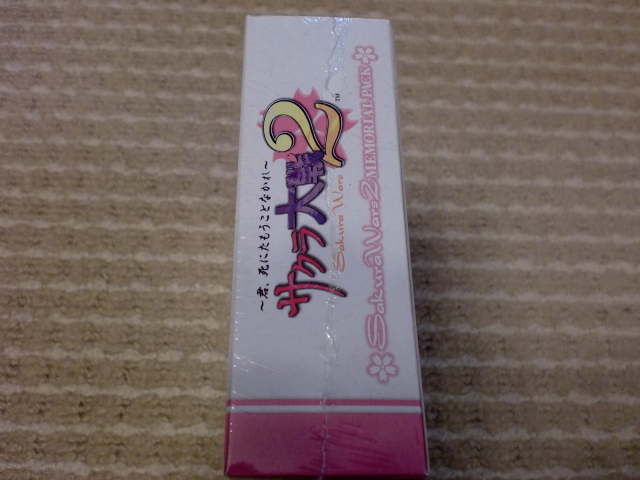 ～君、死にたもうことなかれ～
サクラ大戦2
TM
Sakura Wars
Sakura Wars 2 MEMORIAL PACK